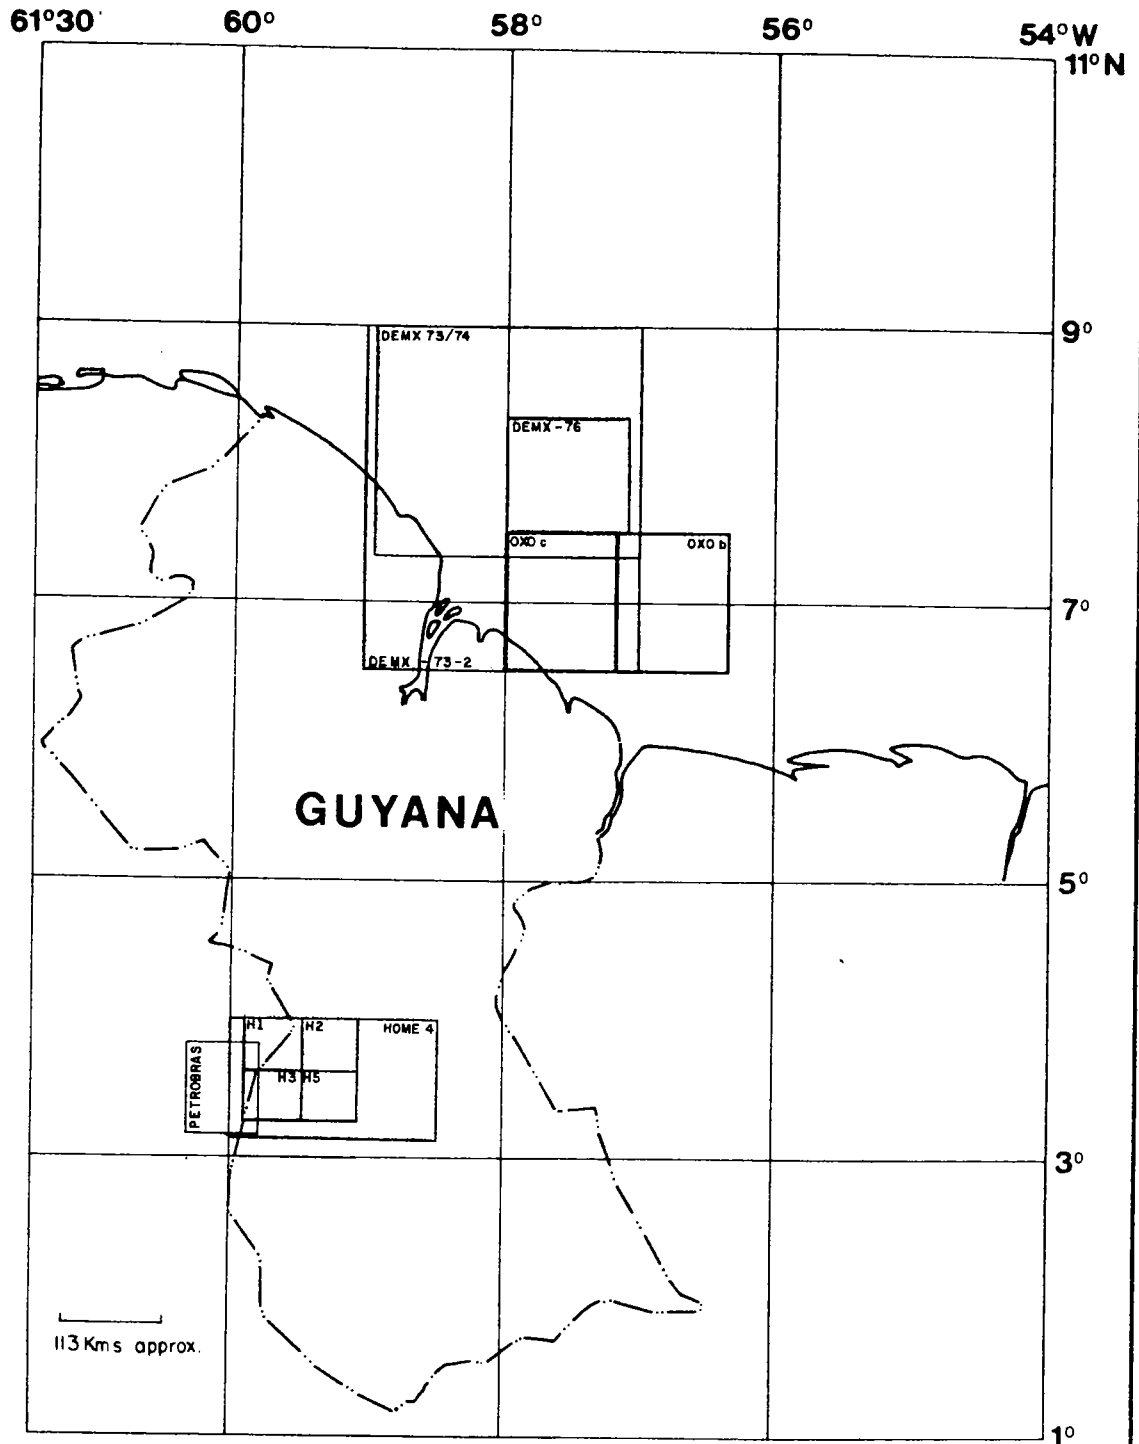 61°30' 60° 58° 56° 54°W
11°N
9°
DEMX 73/74
DEMX-76
OXO c OXO b
7°
DEMX - 73-2
GUYANA
5°
H1 H2 HOME 4
PETROBRAS
H3 H5
3°
113 Kms approx.
1°